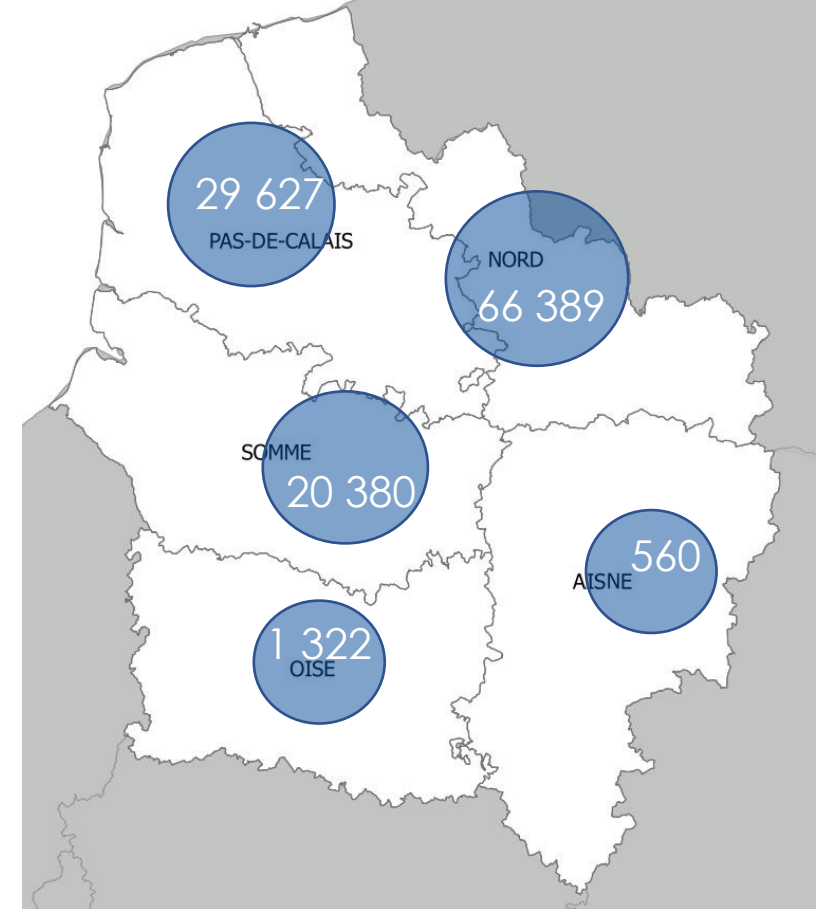 29 627
PAS-DE-CALAIS
NORD
66 389
SOMME
20 380
560
AISNE
1 322
OISE